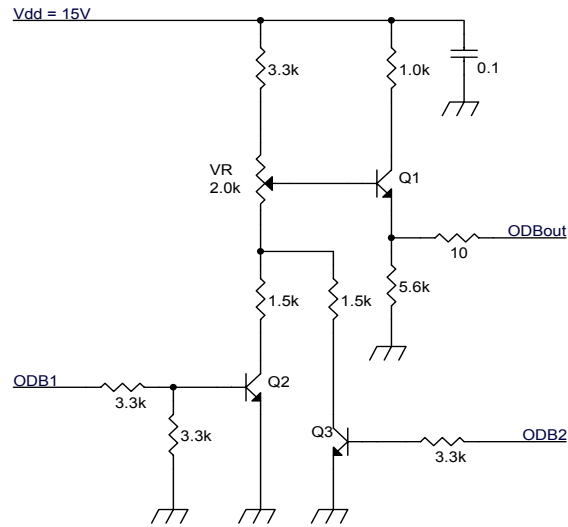 Vdd = 15V
3.3k
1.0k
0.1
VR
2.0k
Q1
ODBout
10
5.6k
1.5k
1.5k
ODB1
3.3k
Q2
3.3k
Q3
3.3k
ODB2